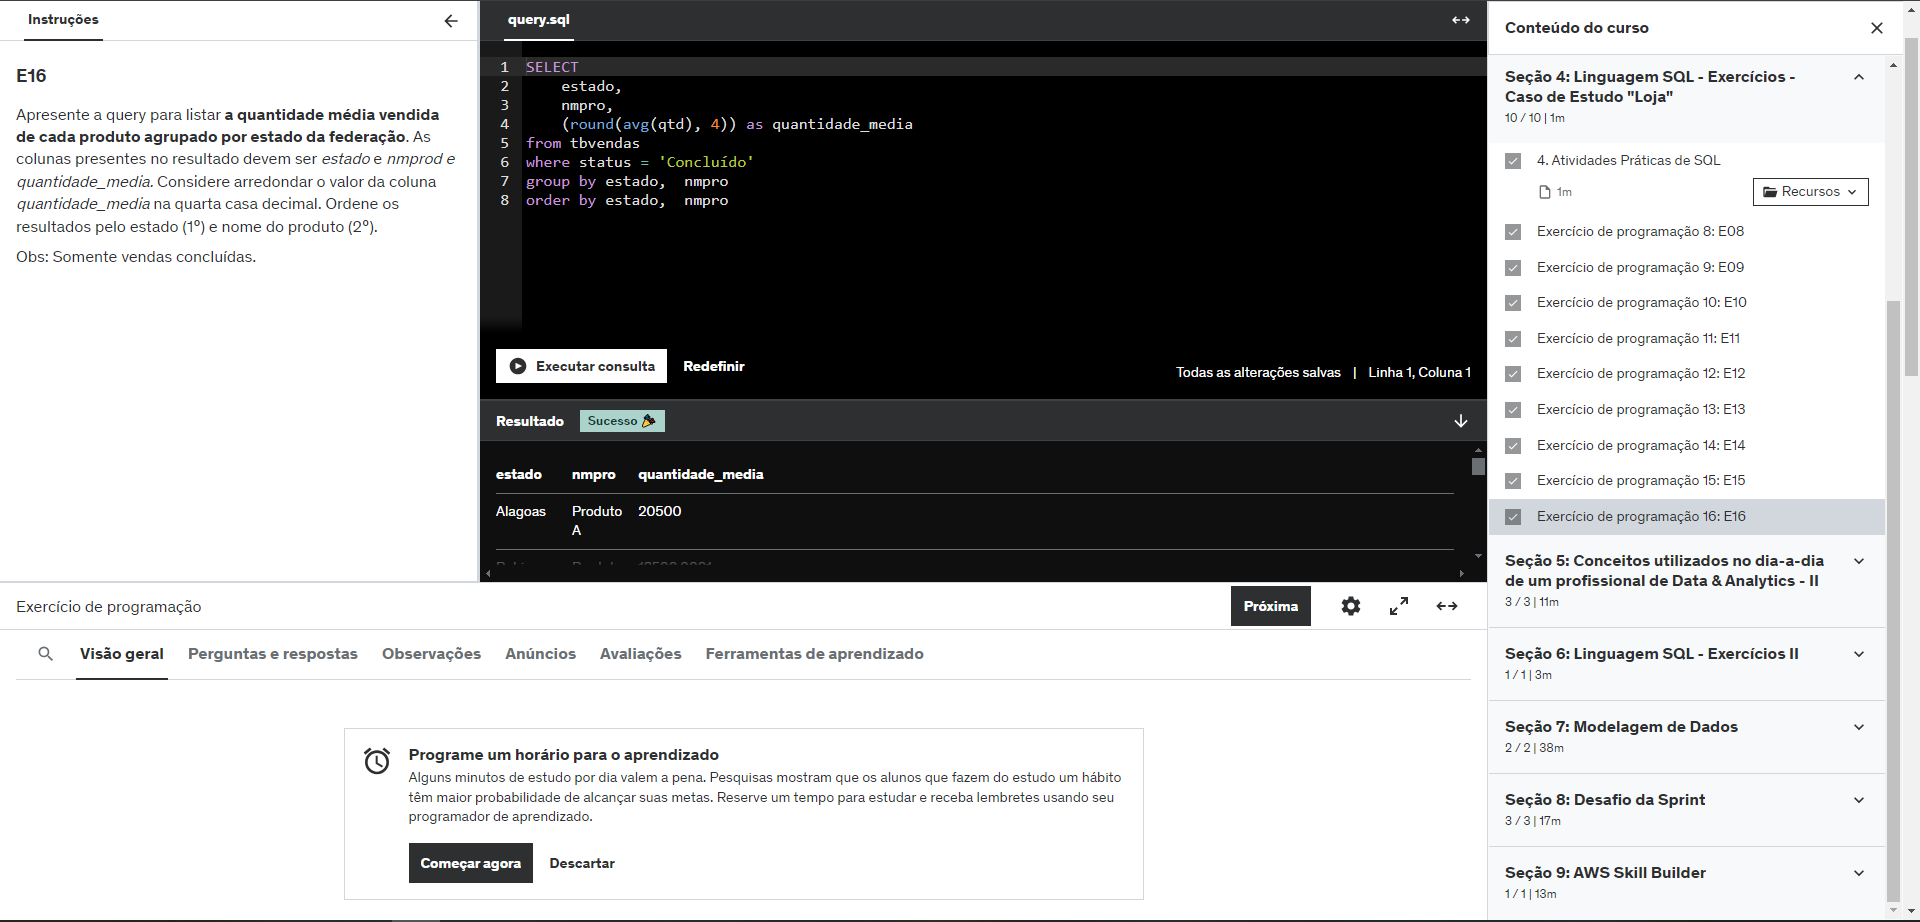 Instruções
E16
Apresente a query para listar a quantidade média vendida
de cada produto agrupado por estado da federação. As
colunas presentes no resultado devem ser estado e nmprod e
quantidade_media. Considere arredondar o valor da coluna
quantidade_media na quarta casa decimal. Ordene os
resultados pelo estado (1º) e nome do produto (2º).
Obs: Somente vendas concluídas.
query.sql
1 SELECT
2 estado,
3 nmpro,
4 (round(avg(qtd), 4)) as quantidade_media
5 from tbvendas
6 where status = 'Concluído'
7 group by estado,  nmpro
8 order by estado,  nmpro
Executar consulta
Redefinir
Todas as alterações salvas | Linha 1, Coluna 1
Resultado
Sucesso
estado nmpro quantidade_media
Alagoas Produto 20500
A
Exercício de programação
Próxima
Visão geral
Perguntas e respostas
Observações
Anúncios
Avaliações
Ferramentas de aprendizado
Programe um horário para o aprendizado
Alguns minutos de estudo por dia valem a pena. Pesquisas mostram que os alunos que fazem do estudo um hábito
têm maior probabilidade de alcançar suas metas. Reserve um tempo para estudar e receba lembretes usando seu
programador de aprendizado.
Começar agora
Descartar
Conteúdo do curso
Seção 4: Linguagem SQL - Exercícios -
Caso de Estudo "Loja"
10 / 10 | 1m
4. Atividades Práticas de SQL
1m
Recursos
Exercício de programação 8: E08
Exercício de programação 9: E09
Exercício de programação 10: E10
Exercício de programação 11: E11
Exercício de programação 12: E12
Exercício de programação 13: E13
Exercício de programação 14: E14
Exercício de programação 15: E15
Exercício de programação 16: E16
Seção 5: Conceitos utilizados no dia-a-dia
de um profissional de Data & Analytics - II
3 / 3 | 11m
Seção 6: Linguagem SQL - Exercícios II
1 / 1 | 3m
Seção 7: Modelagem de Dados
2 / 2 | 38m
Seção 8: Desafio da Sprint
3 / 3 | 17m
Seção 9: AWS Skill Builder
1 / 1 | 13m